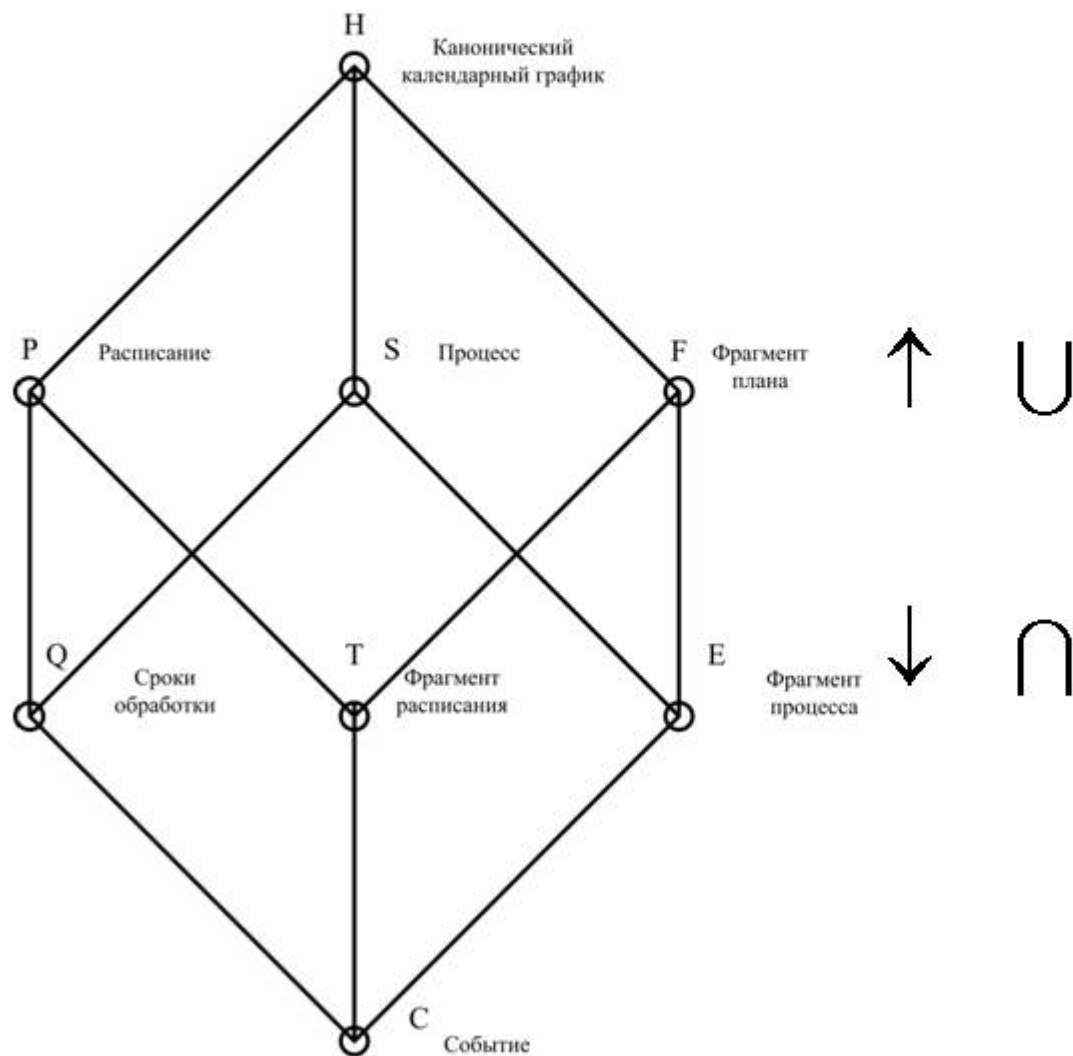 H
Канонический
календарный график
P
Расписание
S
Процесс
F
Фрагмент
плана
↑
∪
Q
Сроки
обработки
T
Фрагмент
расписания
E
Фрагмент
процесса
↓
∩
C
Событие